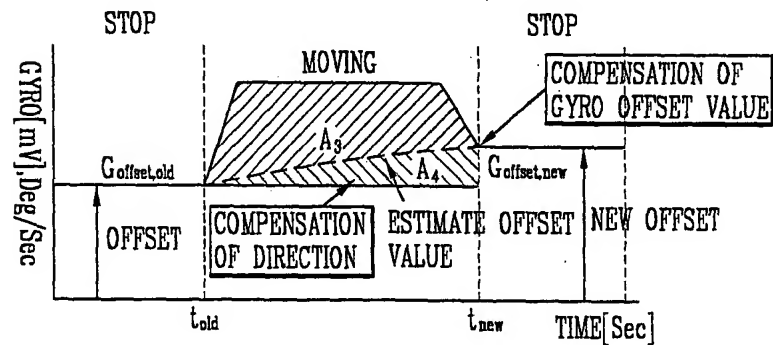 STOP
STOP
MOVING
COMPENSATION OF
GYRO OFFSET VALUE
GYRO[mV],Deg/Sec
A3
A4
Goffset,old
Goffset,new
COMPENSATION
OF DIRECTION
ESTIMATE OFFSET
VALUE
OFFSET
NEW OFFSET
told
tnew
TIME[Sec]